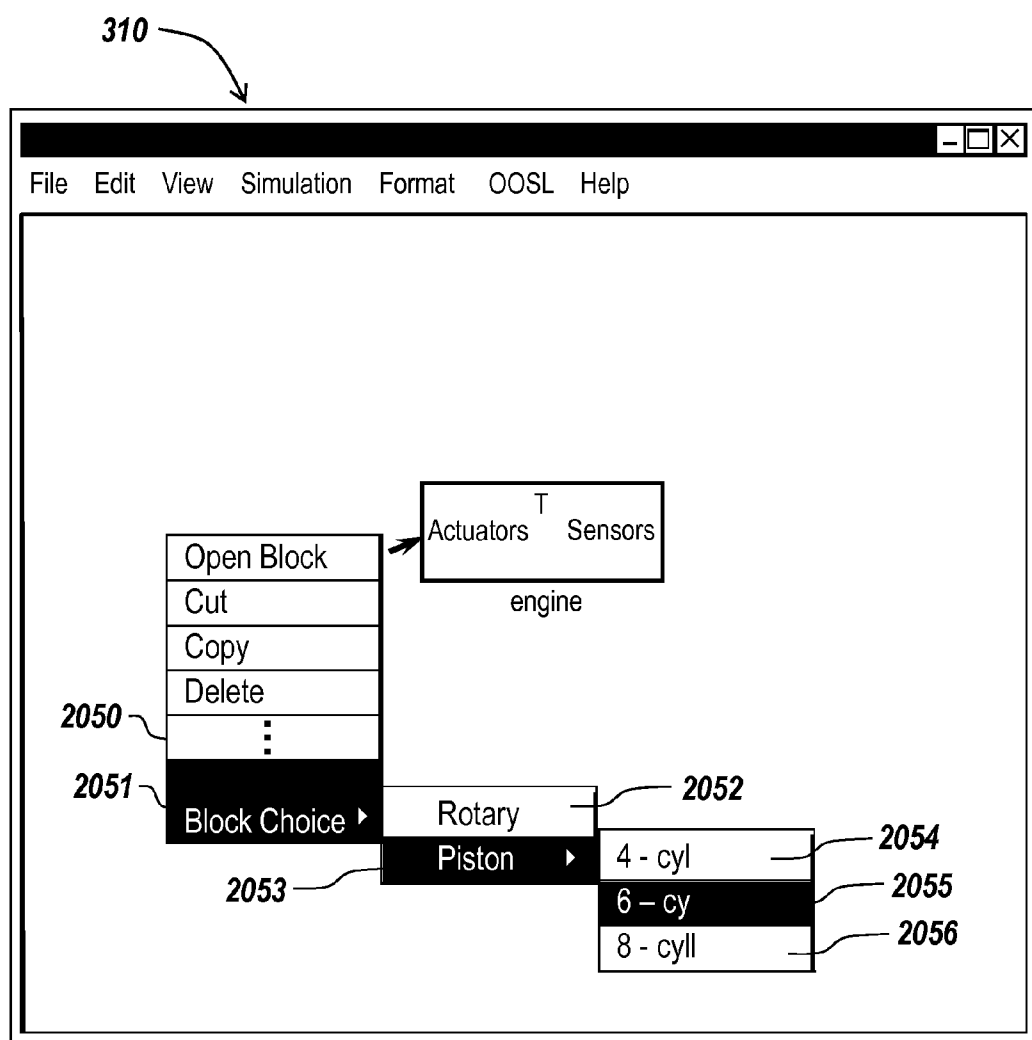 310
File Edit View Simulation Format OOSL Help
T
Actuators Sensors
engine
Open Block
Cut
Copy
Delete
2050
2051
Block Choice
Rotary
2052
Piston
2053
4 - cyl
2054
6 – cy
2055
8 - cyll
2056